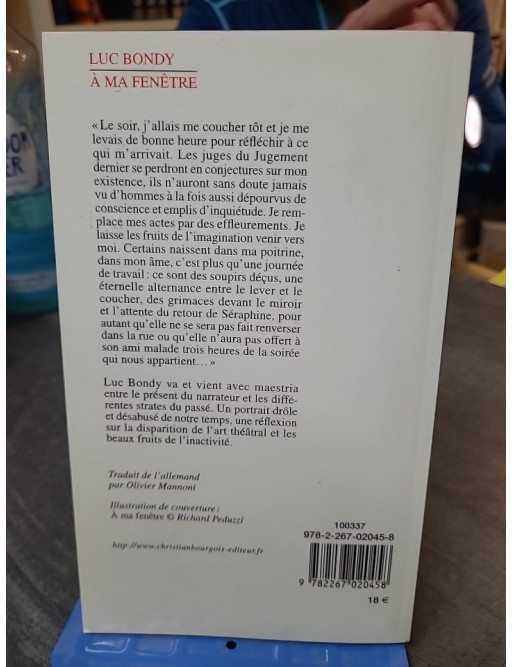 LUC BONDY
À MA FENÊTRE
« Le soir, j'allais me coucher tôt et je me
levais de bonne heure pour réfléchir à ce
qui m'arrivait. Les juges du Jugement
dernier se perdront en conjectures sur mon
existence, ils n'auront sans doute jamais
vu d'hommes à la fois aussi dépourvus de
conscience et emplis d'inquiétude. Je rem-
place mes actes par des effleurements. Je
laisse les fruits de l'imagination venir vers
moi. Certains naissent dans ma poitrine,
dans mon âme, c'est plus qu'une journée
de travail : ce sont des soupirs déçus, une
éternelle alternance entre le lever et le
coucher, des grimaces devant le miroir
et l'attente du retour de Séraphine, pour
autant qu'elle ne se sera pas fait renverser
dans la rue ou qu'elle n'aura pas offert à
son ami malade trois heures de la soirée
qui nous appartient… »
Luc Bondy va et vient avec maestria
entre le présent du narrateur et les diffé-
rentes strates du passé. Un portrait drôle
et désabusé de notre temps, une réflexion
sur la disparition de l'art théâtral et les
beaux fruits de l'inactivité.
Traduit de l'allemand
par Olivier Mannoni
Illustration de couverture :
À ma fenêtre © Richard Peduzzi
http://www.christianbourgois-editeur.fr
100337
978-2-267-02045-8
9 782267 020458
18 €